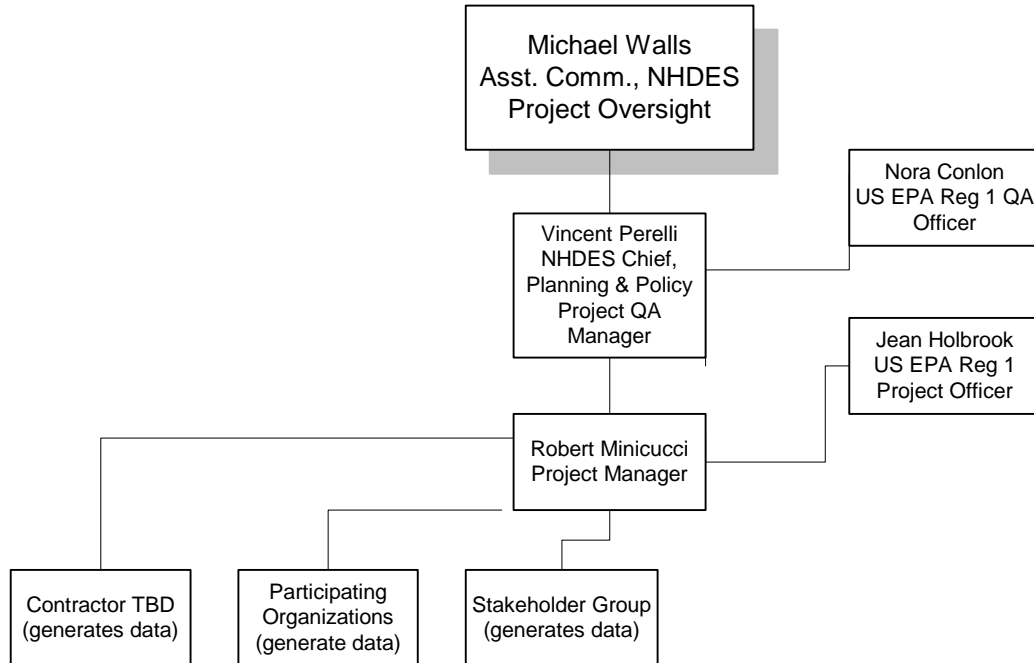 Michael Walls
Asst. Comm., NHDES
Project Oversight
Nora Conlon
US EPA Reg 1 QA
Officer
Vincent Perelli
NHDES Chief,
Planning & Policy
Project QA
Manager
Jean Holbrook
US EPA Reg 1
Project Officer
Robert Minicucci
Project Manager
Contractor TBD
(generates data)
Participating
Organizations
(generate data)
Stakeholder Group
(generates data)